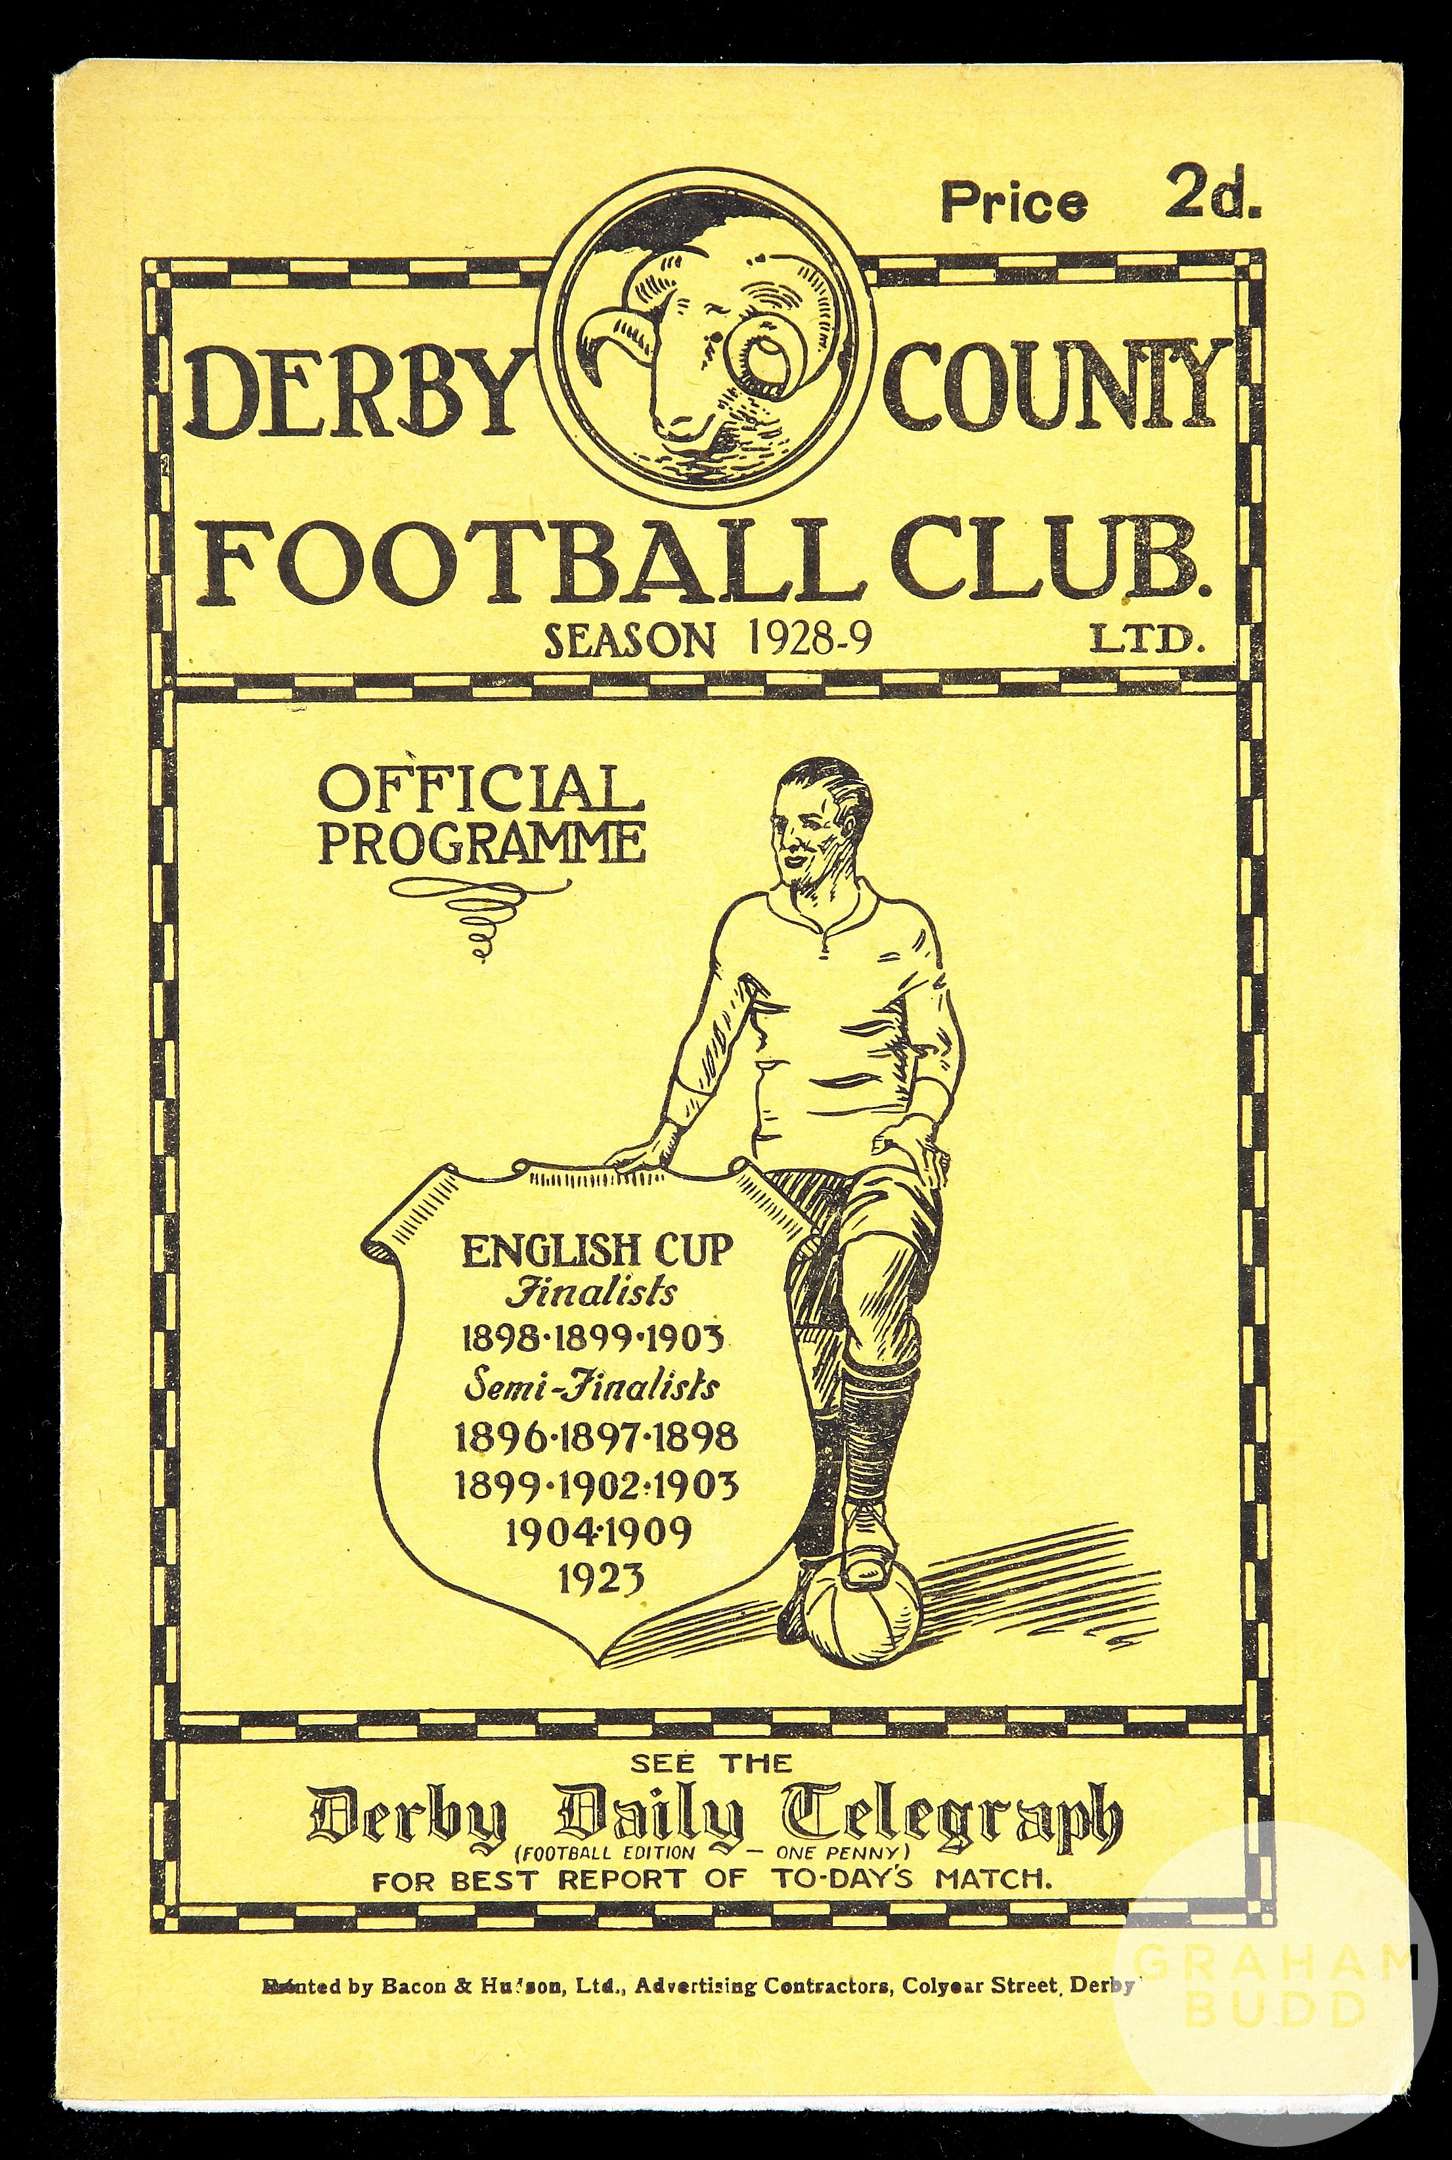 Price 2d.
DERBY COUNTY
FOOTBALL CLUB.
SEASON 1928-9 LTD.
OFFICIAL
PROGRAMME
ENGLISH CUP
Finalists
1898·1899·1903
Semi-Finalists
1896·1897·1898
1899·1902·1903
1904·1909
1923
SEE THE
Derby Daily Telegraph
(FOOTBALL EDITION — ONE PENNY)
FOR BEST REPORT OF TO-DAY'S MATCH.
Printed by Bacon & Hudson, Ltd., Advertising Contractors, Colyear Street, Derby
GRAHAM
BUDD